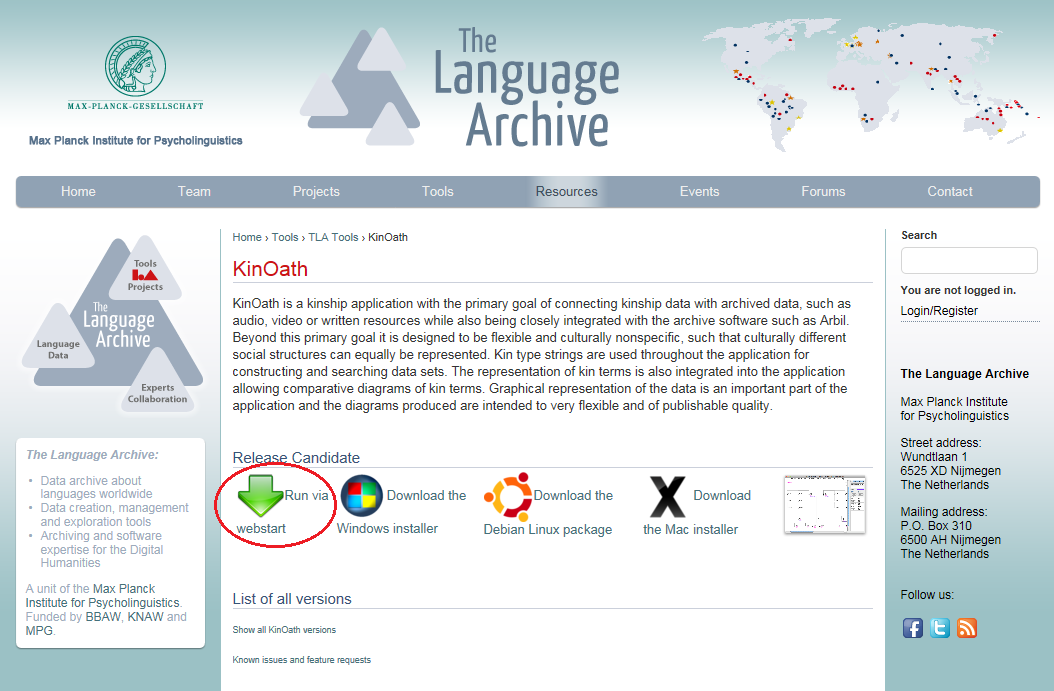 MAX-PLANCK-GESELLSCHAFT
Max Planck Institute for Psycholinguistics
The
Language
Archive
Home
Team
Projects
Tools
Resources
Events
Forums
Contact
Tools
Projects
The
Language
Archive
Language
Data
Experts
Collaboration
The Language Archive:
Data archive about
languages worldwide
Data creation, management
and exploration tools
Archiving and software
expertise for the Digital
Humanities
A unit of the Max Planck
Institute for Psycholinguistics.
Funded by BBAW, KNAW and
MPG.
Home › Tools › TLA Tools › KinOath
KinOath
KinOath is a kinship application with the primary goal of connecting kinship data with archived data, such as
audio, video or written resources while also being closely integrated with the archive software such as Arbil.
Beyond this primary goal it is designed to be flexible and culturally nonspecific, such that culturally different
social structures can equally be represented. Kin type strings are used throughout the application for
constructing and searching data sets. The representation of kin terms is also integrated into the application
allowing comparative diagrams of kin terms. Graphical representation of the data is an important part of the
application and the diagrams produced are intended to very flexible and of publishable quality.
Release Candidate
Run via
webstart
Download the
Windows installer
Download the
Debian Linux package
Download
the Mac installer
List of all versions
Show all KinOath versions
Known issues and feature requests
Search
You are not logged in.
Login/Register
The Language Archive
Max Planck Institute
for Psycholinguistics
Street address:
Wundtlaan 1
6525 XD Nijmegen
The Netherlands
Mailing address:
P.O. Box 310
6500 AH Nijmegen
The Netherlands
Follow us: